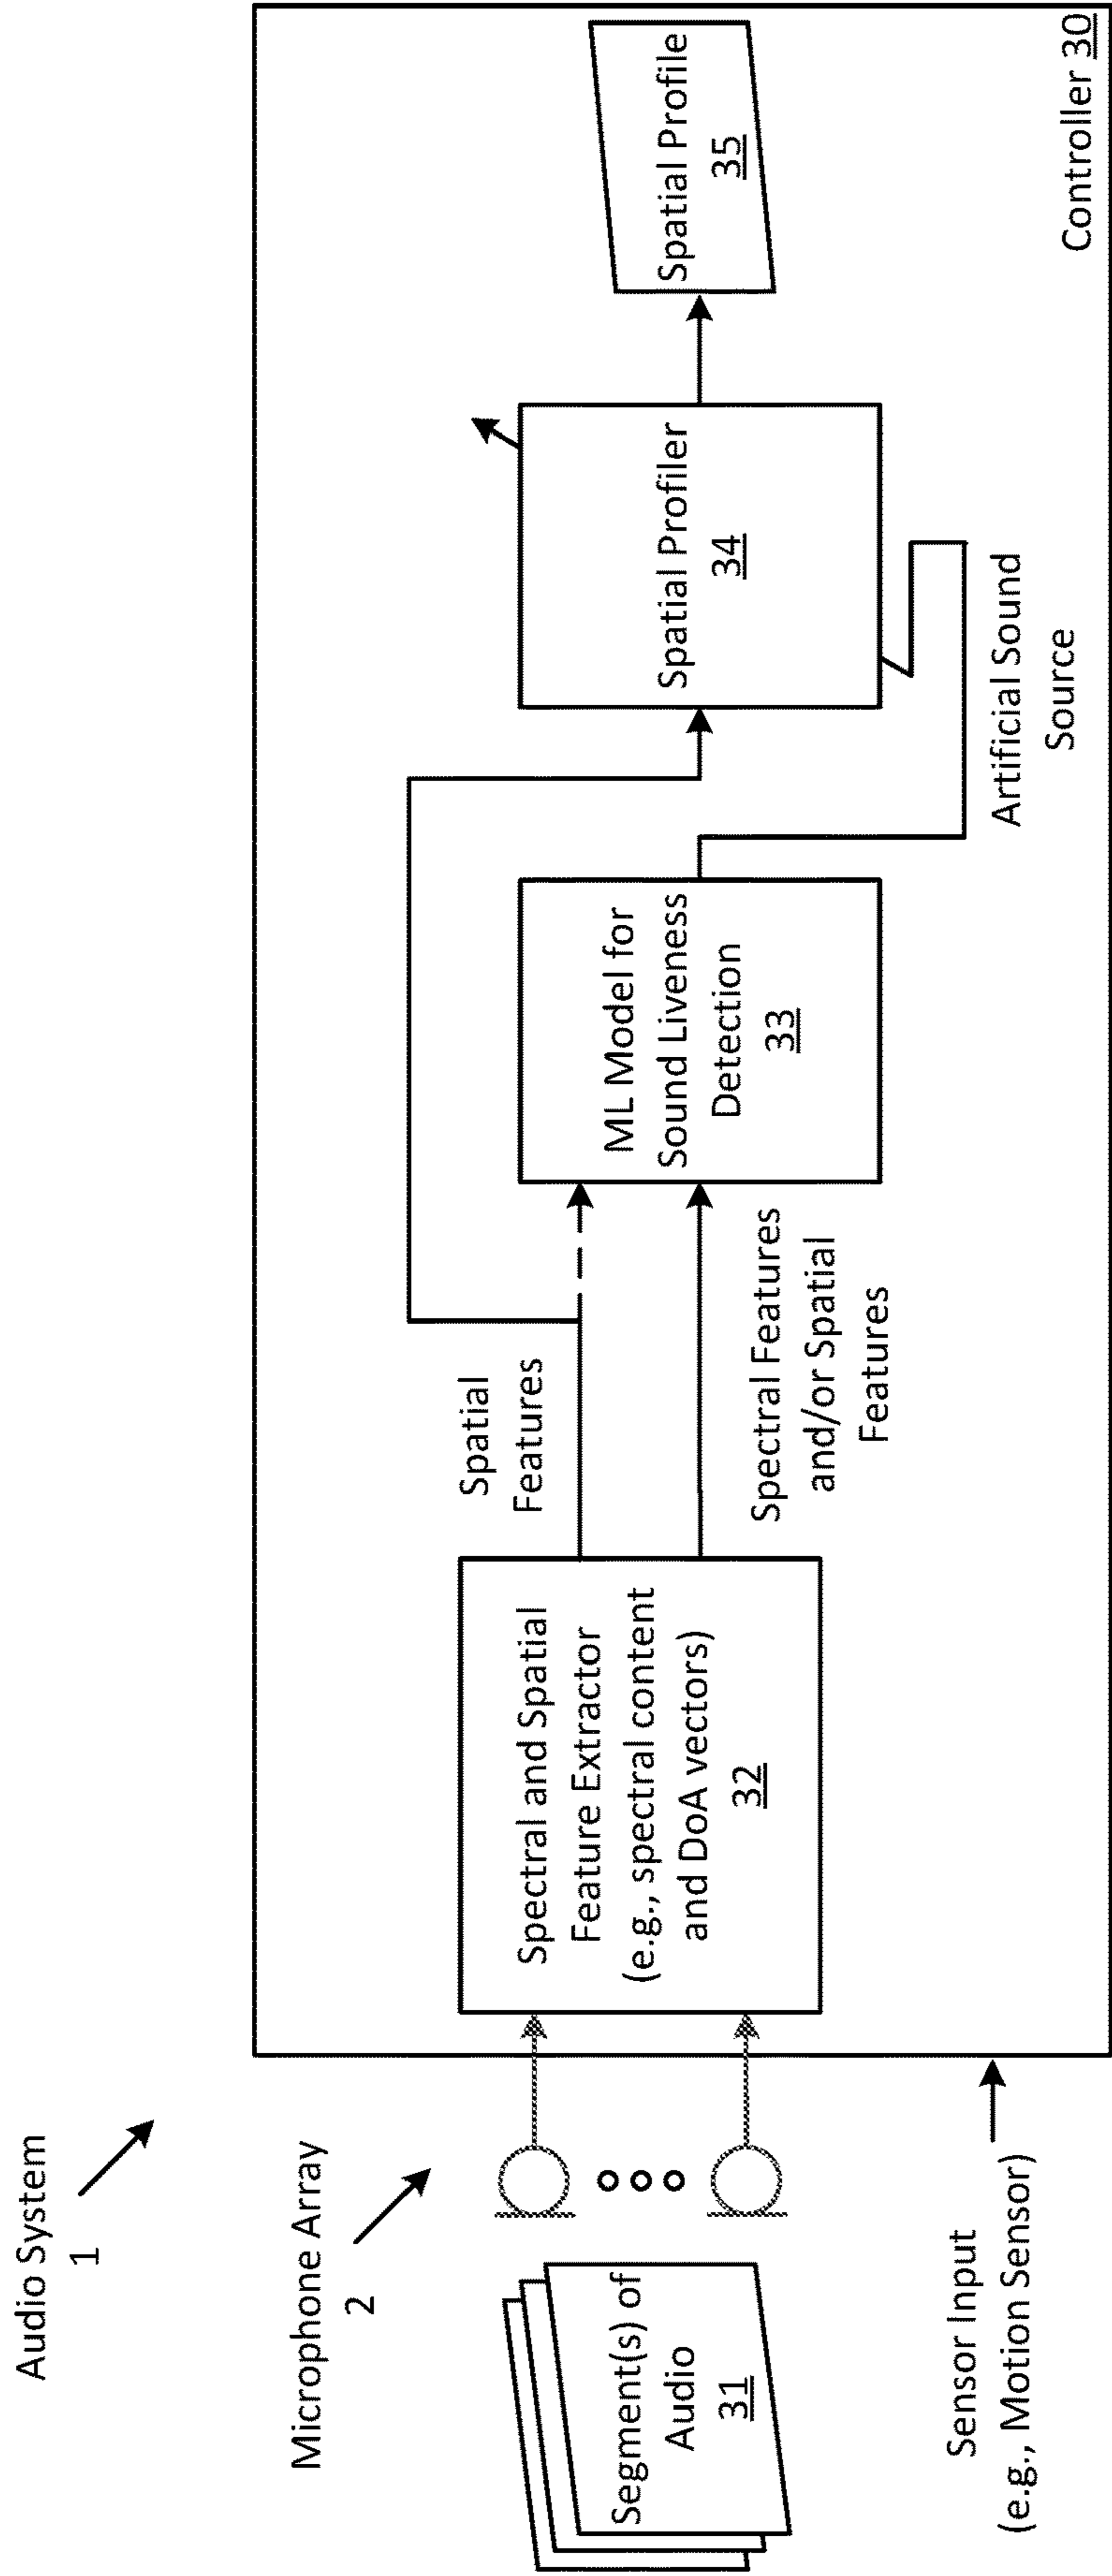 Audio System
1
Microphone Array
2
Segment(s) of
Audio
31
Sensor Input
(e.g., Motion Sensor)
Spectral and Spatial
Feature Extractor
(e.g., spectral content
and DoA vectors)
32
Spatial
Features
Spectral Features
and/or Spatial
Features
ML Model for
Sound Liveness
Detection
33
Artificial Sound
Source
Spatial Profiler
34
Spatial Profile
35
Controller 30